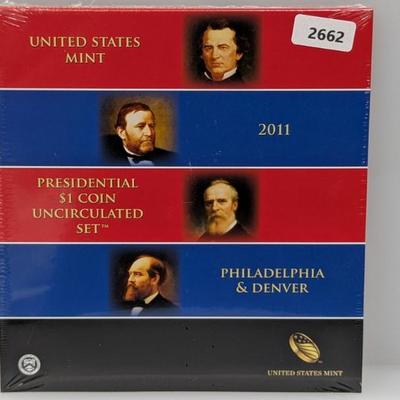 UNITED STATES
MINT
2662
2011
PRESIDENTIAL
$1 COIN
UNCIRCULATED
SET™
PHILADELPHIA
& DENVER
UNITED STATES MINT